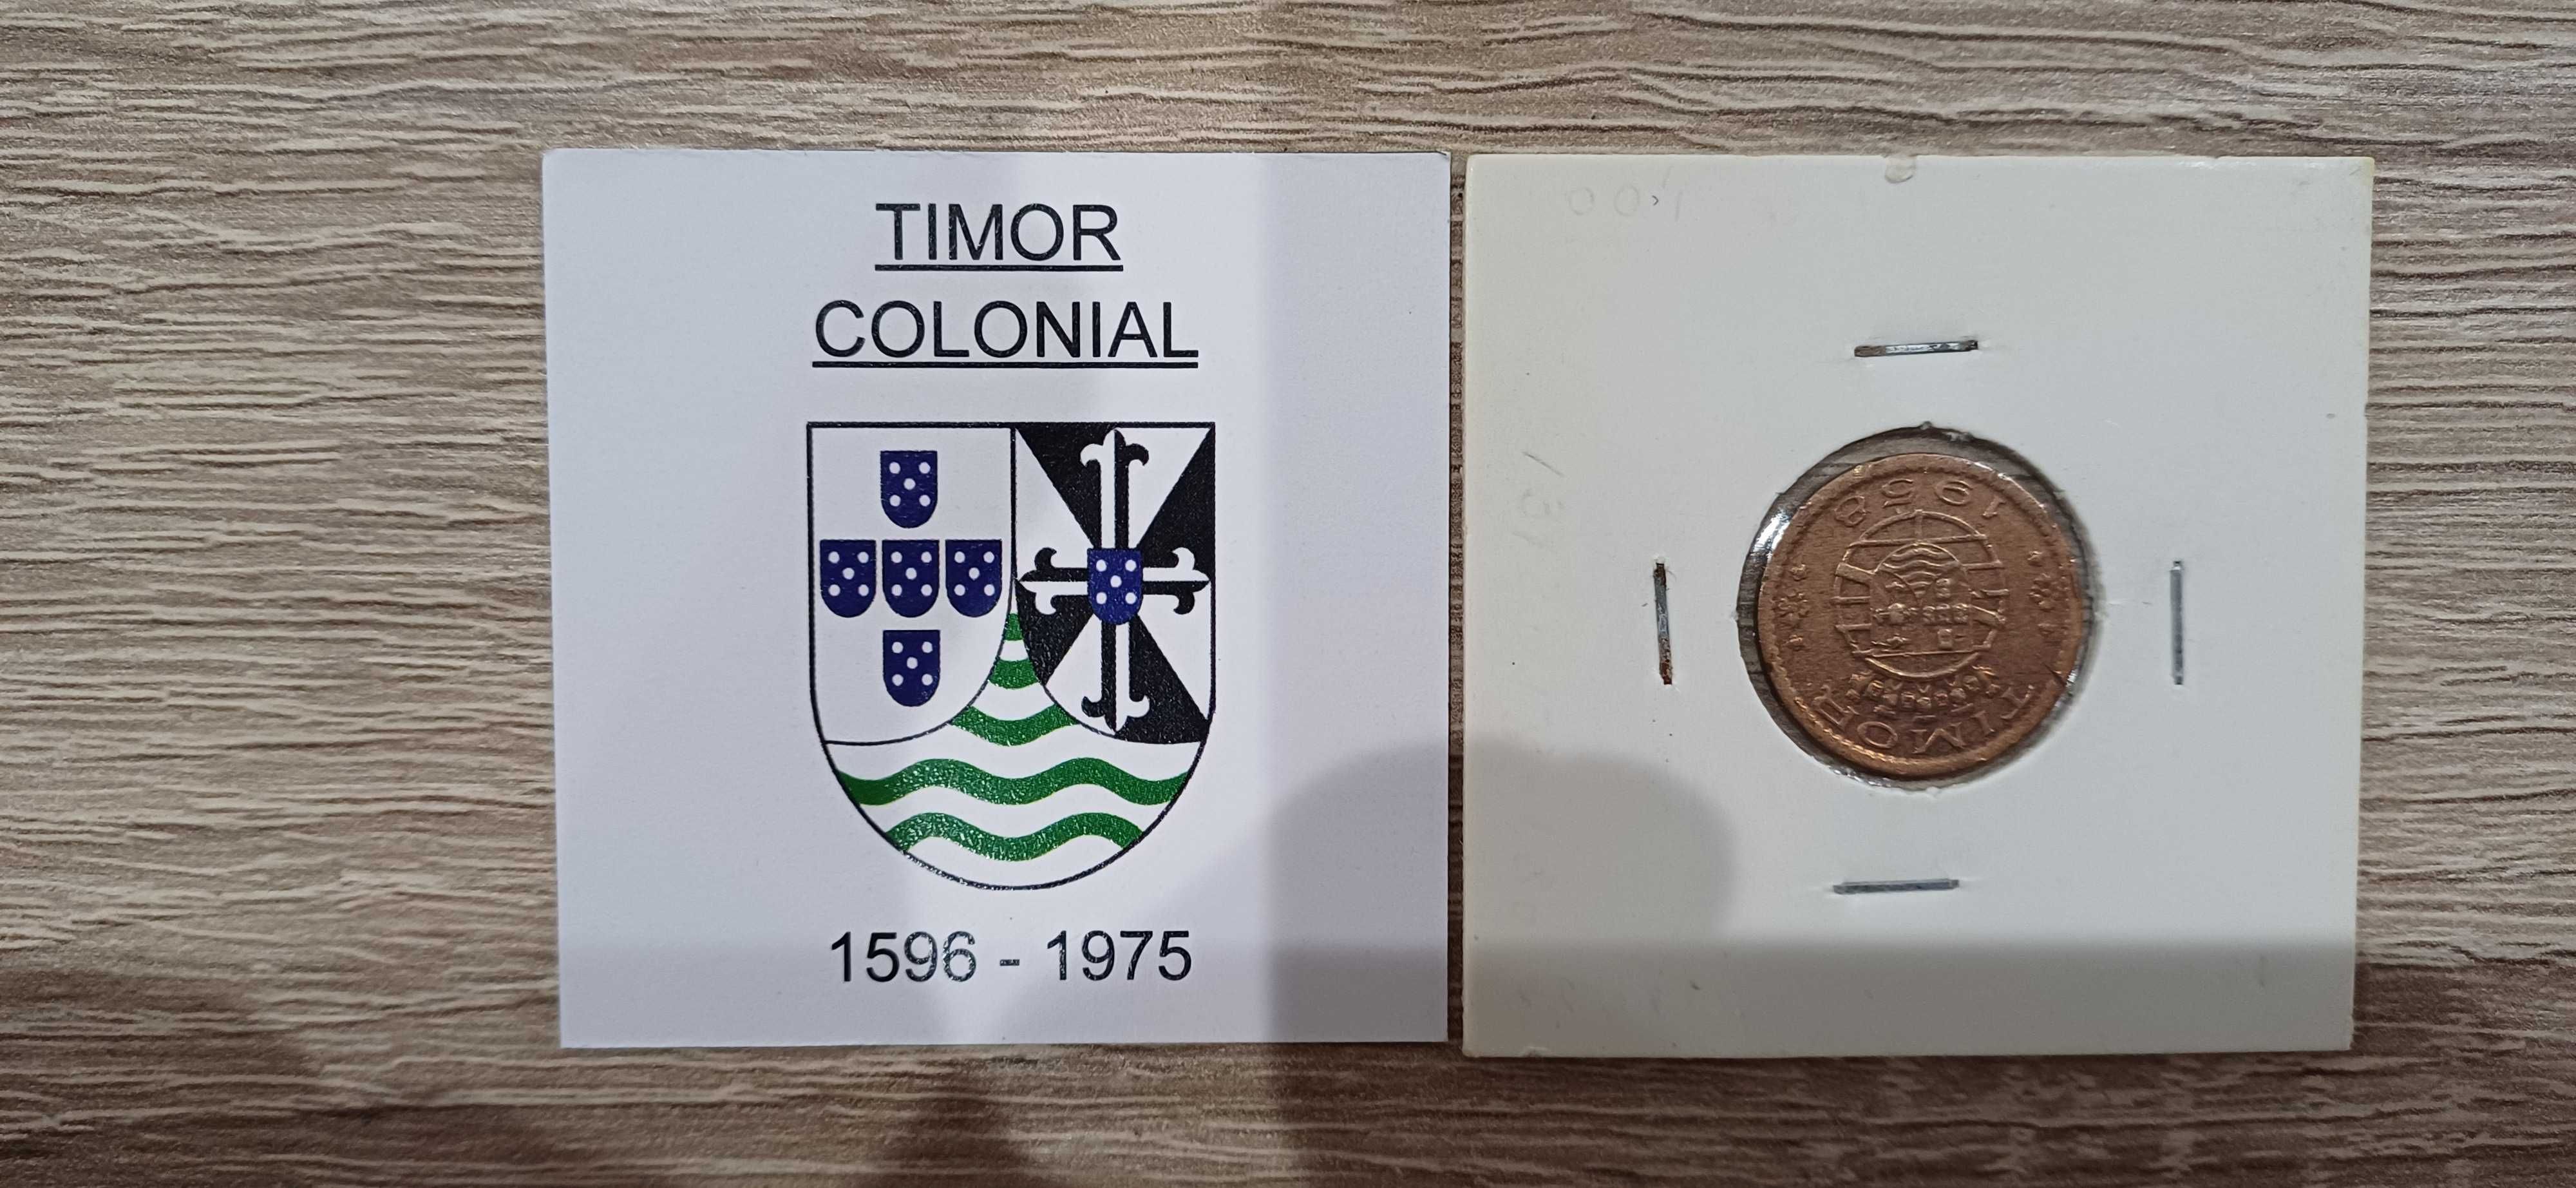 TIMOR
COLONIAL
1596 - 1975
1958
TIMOR